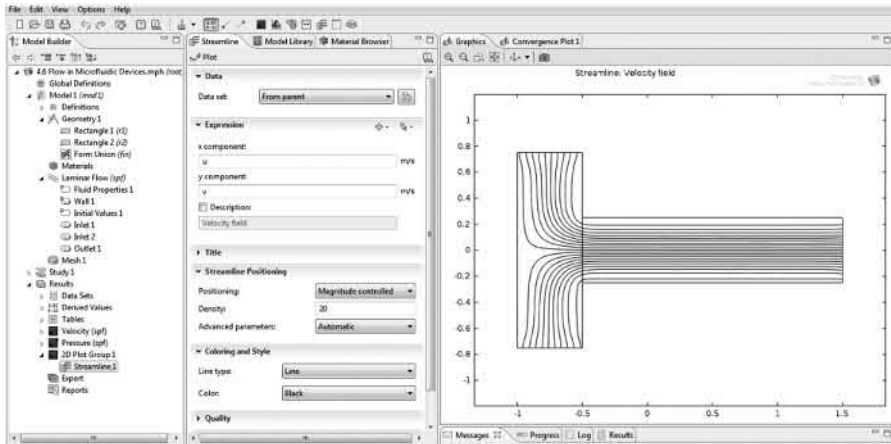 File Edit View Options Help
Model Builder
4.6 Flow in Microfluidic Devices.mph (root
Global Definitions
Model 1 (mod1)
Definitions
Geometry 1
Rectangle 1 (r1)
Rectangle 2 (r2)
Form Union (fin)
Materials
Laminar Flow (spf)
Fluid Properties 1
Wall 1
Initial Values 1
Inlet 1
Inlet 2
Outlet 1
Mesh 1
Study 1
Results
Data Sets
Derived Values
Tables
Velocity (spf)
Pressure (spf)
2D Plot Group 1
Streamline 1
Export
Reports
Streamline Model Library Material Browser
Plot
Data
Data set: From parent
Expression
x component:
u m/s
y component:
v m/s
Description:
Velocity field
Title
Streamline Positioning
Positioning: Magnitude controlled
Density: 20
Advanced parameters: Automatic
Coloring and Style
Line type: Line
Color: Black
Quality
Graphics Convergence Plot 1
Streamline: Velocity field
1
0.8
0.6
0.4
0.2
0
-0.2
-0.4
-0.6
-0.8
-1
-1 -0.5 0 0.5 1 1.5
Messages Progress Log Results